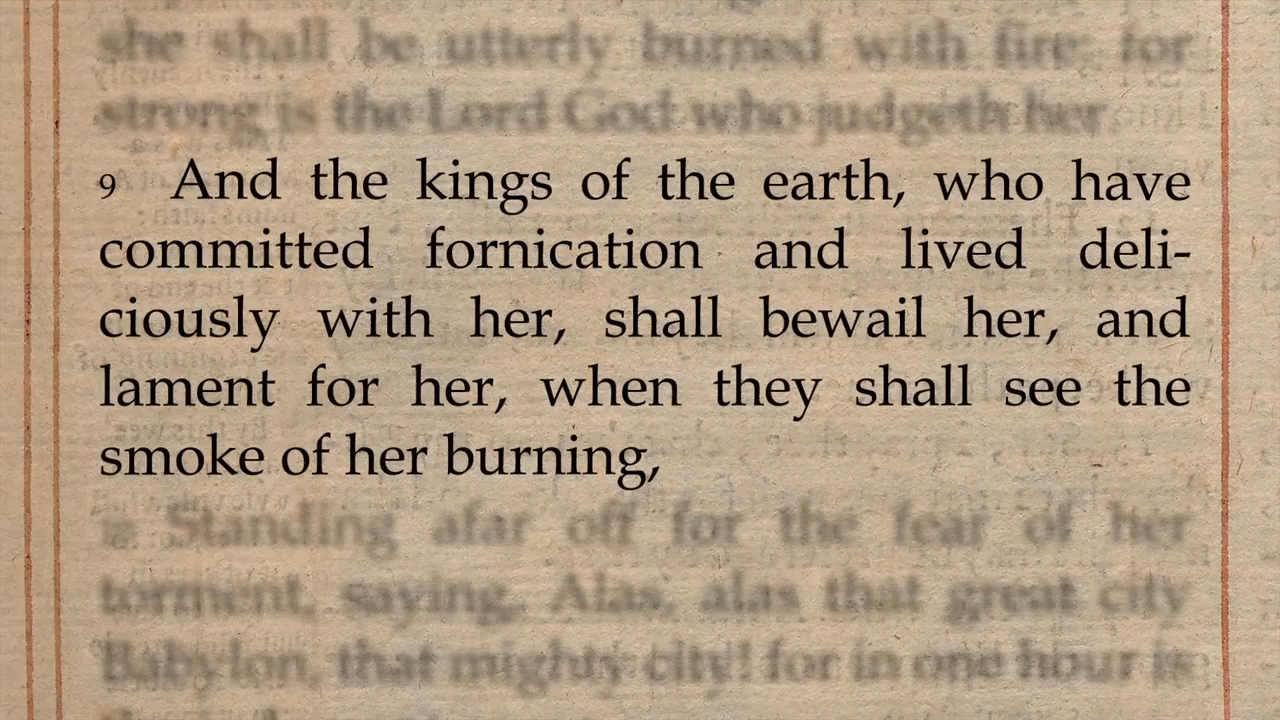 she shall be utterly burned with fire: for
strong is the Lord God who judgeth her.
9 And the kings of the earth, who have
committed fornication and lived deli-
ciously with her, shall bewail her, and
lament for her, when they shall see the
smoke of her burning,
Standing afar off for the fear of her
torment, saying, Alas, alas that great city
Babylon, that mighty city! for in one hour is